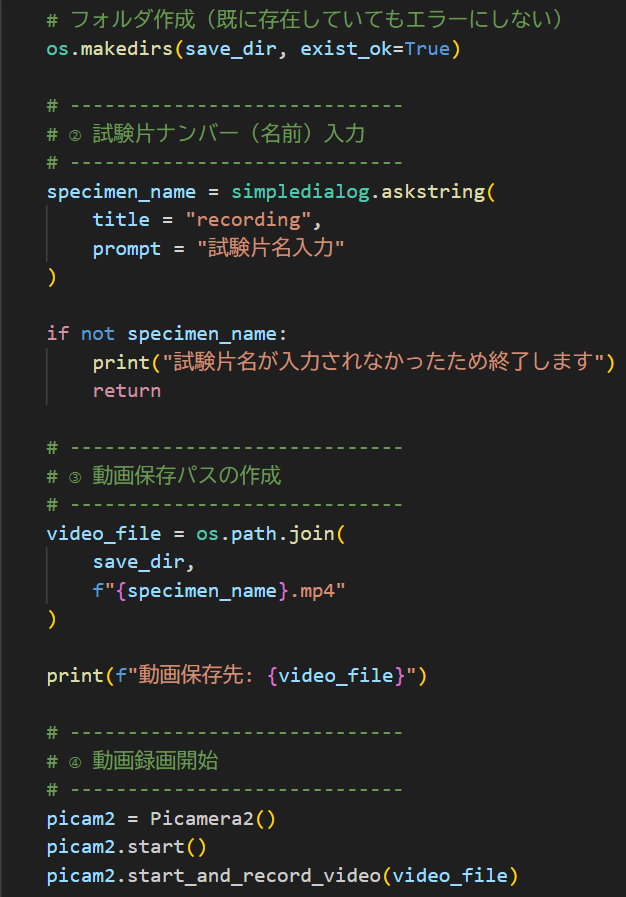 # フォルダ作成（既に存在していてもエラーにしない）
os.makedirs(save_dir, exist_ok=True)
# -----------------------------
# ② 試験片ナンバー（名前）入力
# -----------------------------
specimen_name = simpledialog.askstring(
    title = "recording",
    prompt = "試験片名入力"
)
if not specimen_name:
    print("試験片名が入力されなかったため終了します")
    return
# -----------------------------
# ③ 動画保存パスの作成
# -----------------------------
video_file = os.path.join(
    save_dir,
    f"{specimen_name}.mp4"
)
print(f"動画保存先: {video_file}")
# -----------------------------
# ④ 動画録画開始
# -----------------------------
picam2 = Picamera2()
picam2.start()
picam2.start_and_record_video(video_file)